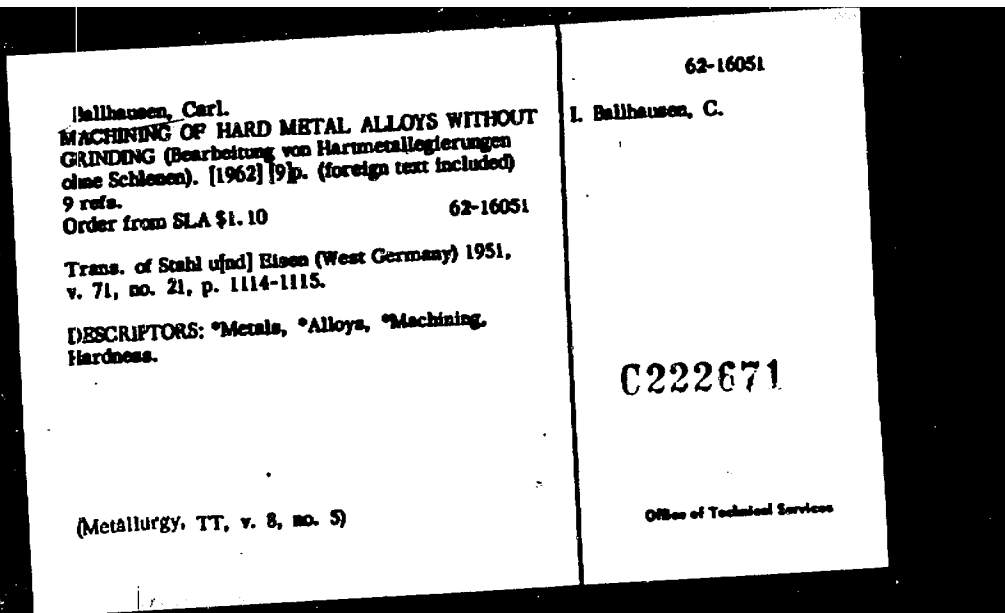 Ballhausen, Carl.
MACHINING OF HARD METAL ALLOYS WITHOUT
GRINDING (Bearbeitung von Hartmetallegierungen
ohne Schleuen). [1962] [9]p. (foreign text included)
9 refs.
Order from SLA $1.10 62-16051
Trans. of Stahl u[nd] Eisen (West Germany) 1951,
v. 71, no. 21, p. 1114-1115.
DESCRIPTORS: *Metals, *Alloys, *Machining,
Hardness.
(Metallurgy, TT, v. 8, no. 5)
62-16051
I. Ballhausen, C.
C222671
Office of Technical Services